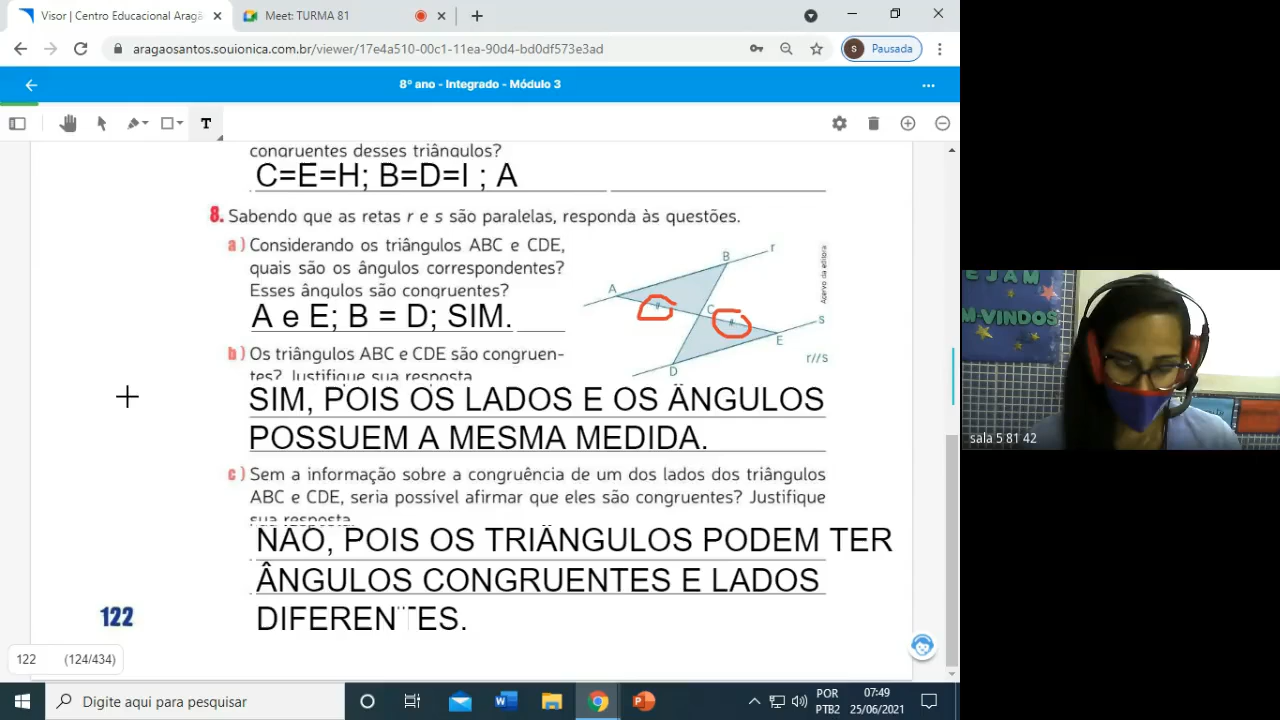 Visor | Centro Educacional Aragã
Meet: TURMA 81
aragaosantos.souionica.com.br/viewer/17e4a510-00c1-11ea-90d4-bd0df573e3ad
S Pausada
8º ano - Integrado - Módulo 3
T
congruentes desses triângulos?
C=E=H; B=D=I ; A
8. Sabendo que as retas r e s são paralelas, responda às questões.
a) Considerando os triângulos ABC e CDE,
quais são os ângulos correspondentes?
Esses ângulos são congruentes?
A e E; B = D; SIM.
A
B
r
C
s
E
D
r//s
Acervo da editora
b) Os triângulos ABC e CDE são congruen-
tes? Justifique sua resposta
SIM, POIS OS LADOS E OS ÂNGULOS
POSSUEM A MESMA MEDIDA.
c) Sem a informação sobre a congruência de um dos lados dos triângulos
ABC e CDE, seria possível afirmar que eles são congruentes? Justifique
sua resposta.
NÃO, POIS OS TRIÂNGULOS PODEM TER
ÂNGULOS CONGRUENTES E LADOS
DIFERENTES.
122
122 (124/434)
EJAM
M-VINDOS
sala 5 81 42
Digite aqui para pesquisar
POR
PTB2
07:49
25/06/2021